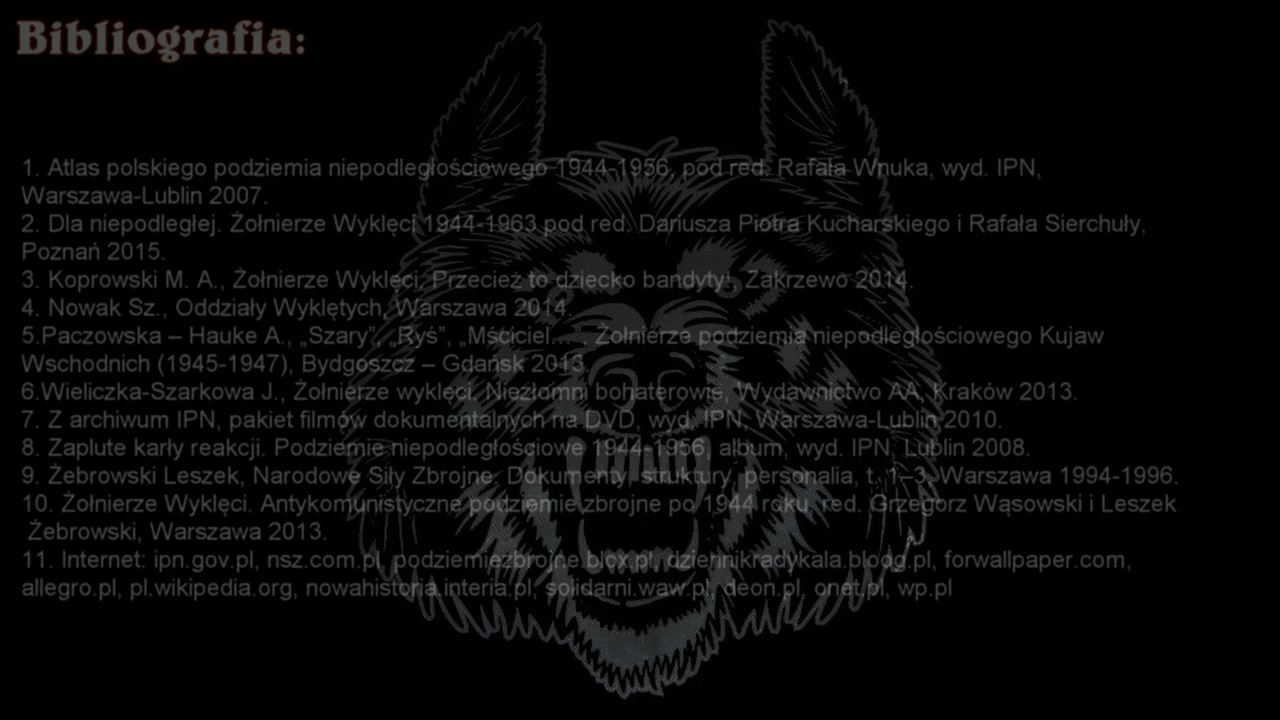 Bibliografia:
1. Atlas polskiego podziemia niepodległościowego 1944-1956, pod red. Rafała Wnuka, wyd. IPN,
Warszawa-Lublin 2007.
2. Dla niepodległej. Żołnierze Wyklęci 1944-1963 pod red. Dariusza Piotra Kucharskiego i Rafała Sierchuły,
Poznań 2015.
3. Koprowski M. A., Żołnierze Wyklęci. Przecież to dziecko bandyty!, Zakrzewo 2014.
4. Nowak Sz., Oddziały Wyklętych, Warszawa 2014.
5.Paczowska – Hauke A., „Szary”, „Ryś”, „Mściciel... Żołnierze podziemia niepodległościowego Kujaw
Wschodnich (1945-1947), Bydgoszcz – Gdańsk 2013.
6.Wieliczka-Szarkowa J., Żołnierze wyklęci. Niezłomni bohaterowie, Wydawnictwo AA, Kraków 2013.
7. Z archiwum IPN, pakiet filmów dokumentalnych na DVD, wyd. IPN, Warszawa-Lublin 2010.
8. Zaplute karły reakcji. Podziemie niepodległościowe 1944-1956, album, wyd. IPN, Lublin 2008.
9. Żebrowski Leszek, Narodowe Siły Zbrojne. Dokumenty, struktury, personalia, t. 1-3, Warszawa 1994-1996.
10. Żołnierze Wyklęci. Antykomunistyczne podziemie zbrojne po 1944 roku, red. Grzegorz Wąsowski i Leszek
Żebrowski, Warszawa 2013.
11. Internet: ipn.gov.pl, nsz.com.pl, podziemiezbrojne.blox.pl, dziennikradykala.blogd.pl, forwallpaper.com,
allegro.pl, pl.wikipedia.org, nowahistoria.interia.pl, solidarni.waw.pl, deon.pl, onet.pl, wp.pl